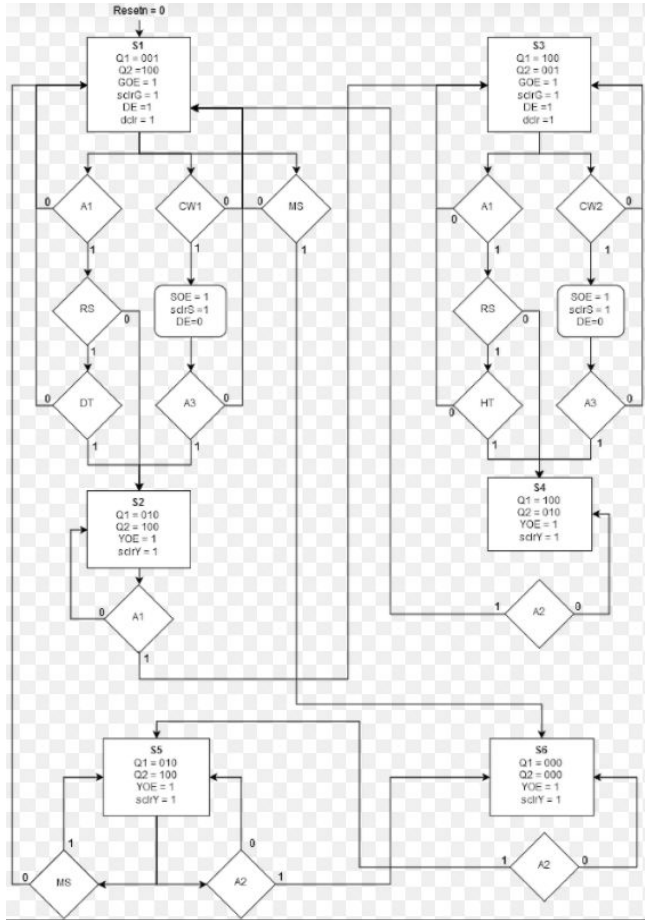 Resetn = 0
S1
Q1 = 001
Q2 =100
GOE = 1
sclrG = 1
DE =1
dclr = 1
S3
Q1 = 100
Q2 = 001
GOE = 1
sclrG = 1
DE =1
dclr =1
0
A1
CW1
0
0
MS
A1
0
CW2
0
1
1
1
1
1
RS
0
SOE = 1
sclrS =1
DE=0
RS
0
SOE = 1
sclrS =1
DE=0
1
1
DT
0
A3
0
HT
0
A3
0
1
1
1
1
S2
Q1 = 010
Q2 = 100
YOE = 1
sclrY = 1
S4
Q1 = 100
Q2 = 010
YOE = 1
sclrY = 1
0
A1
1
1
A2
0
S5
Q1 = 010
Q2 = 100
YOE = 1
sclrY = 1
S6
Q1 = 000
Q2 = 000
YOE = 1
sclrY = 1
1
0
0
MS
A2
1
1
A2
0